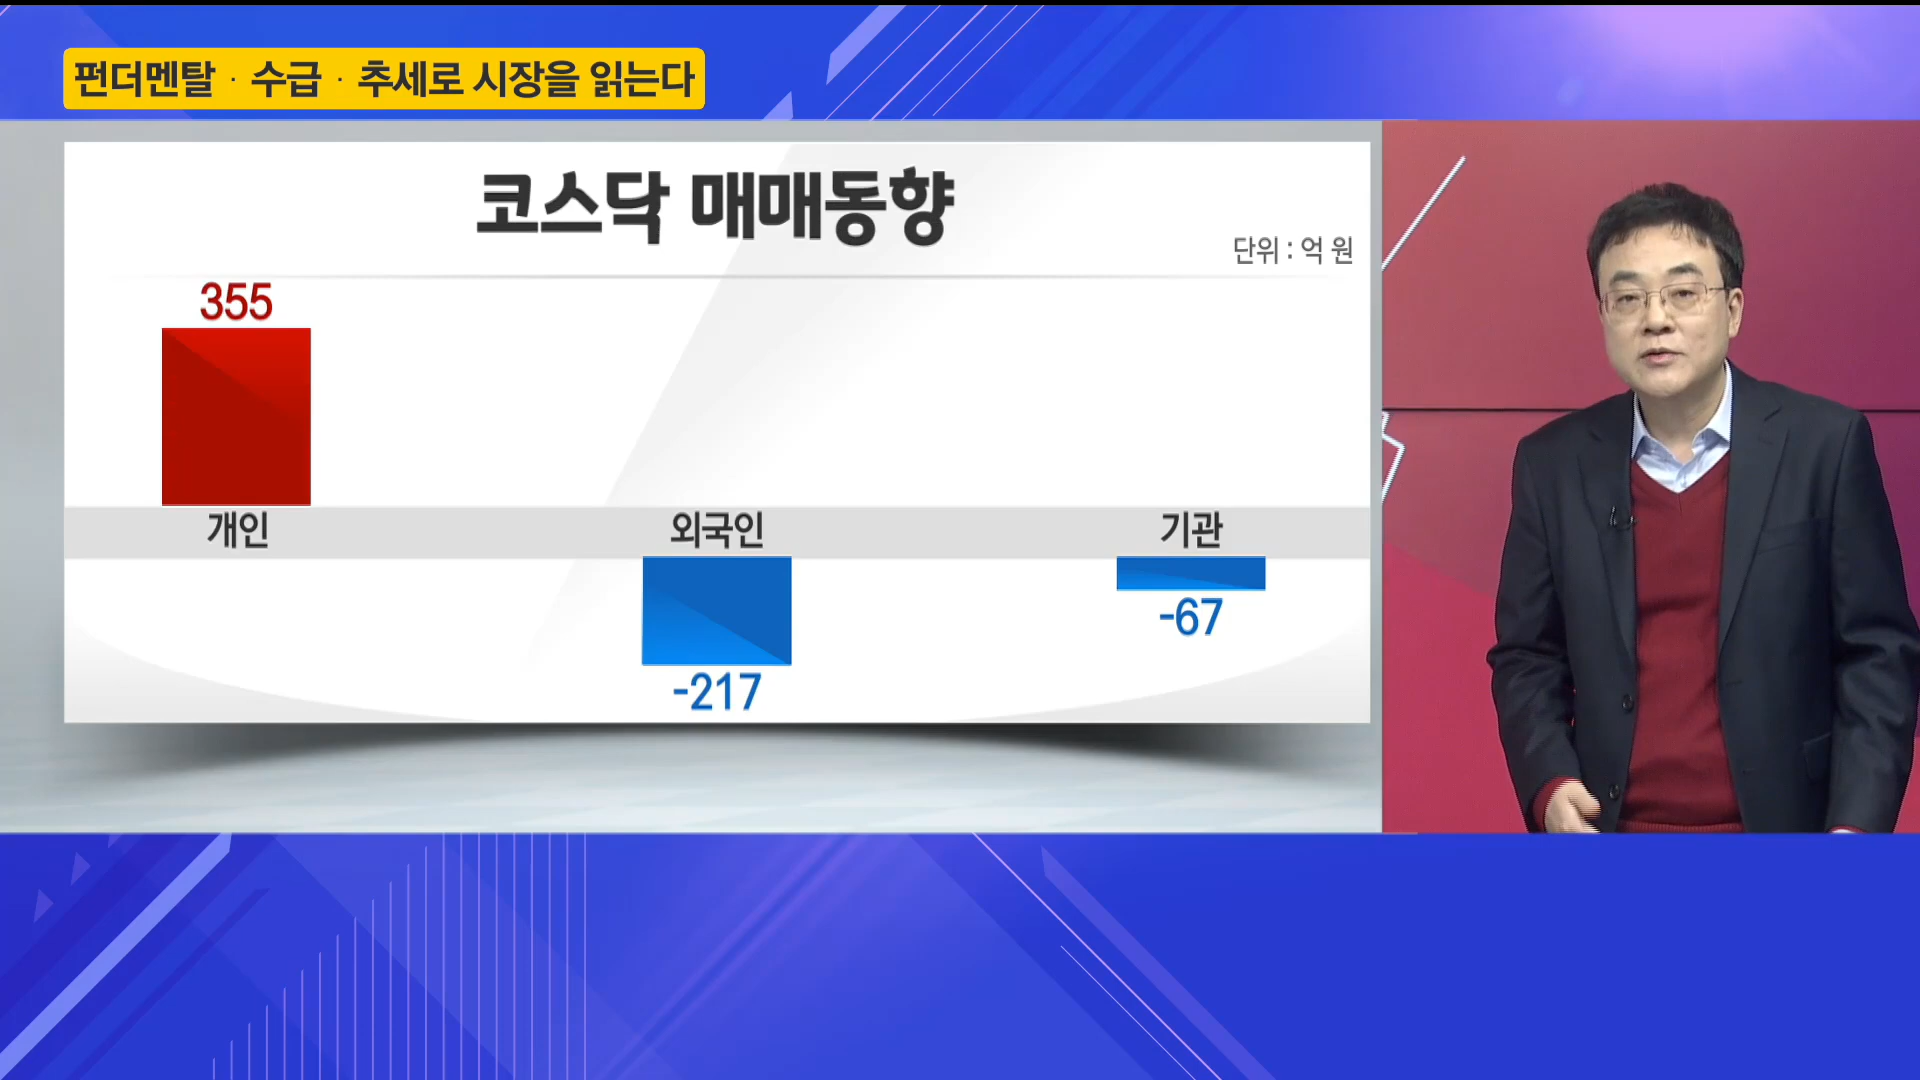 펀더멘탈 · 수급 · 추세로 시장을 읽는다
코스닥 매매동향
단위 : 억 원
355
개인
외국인
기관
-67
-217